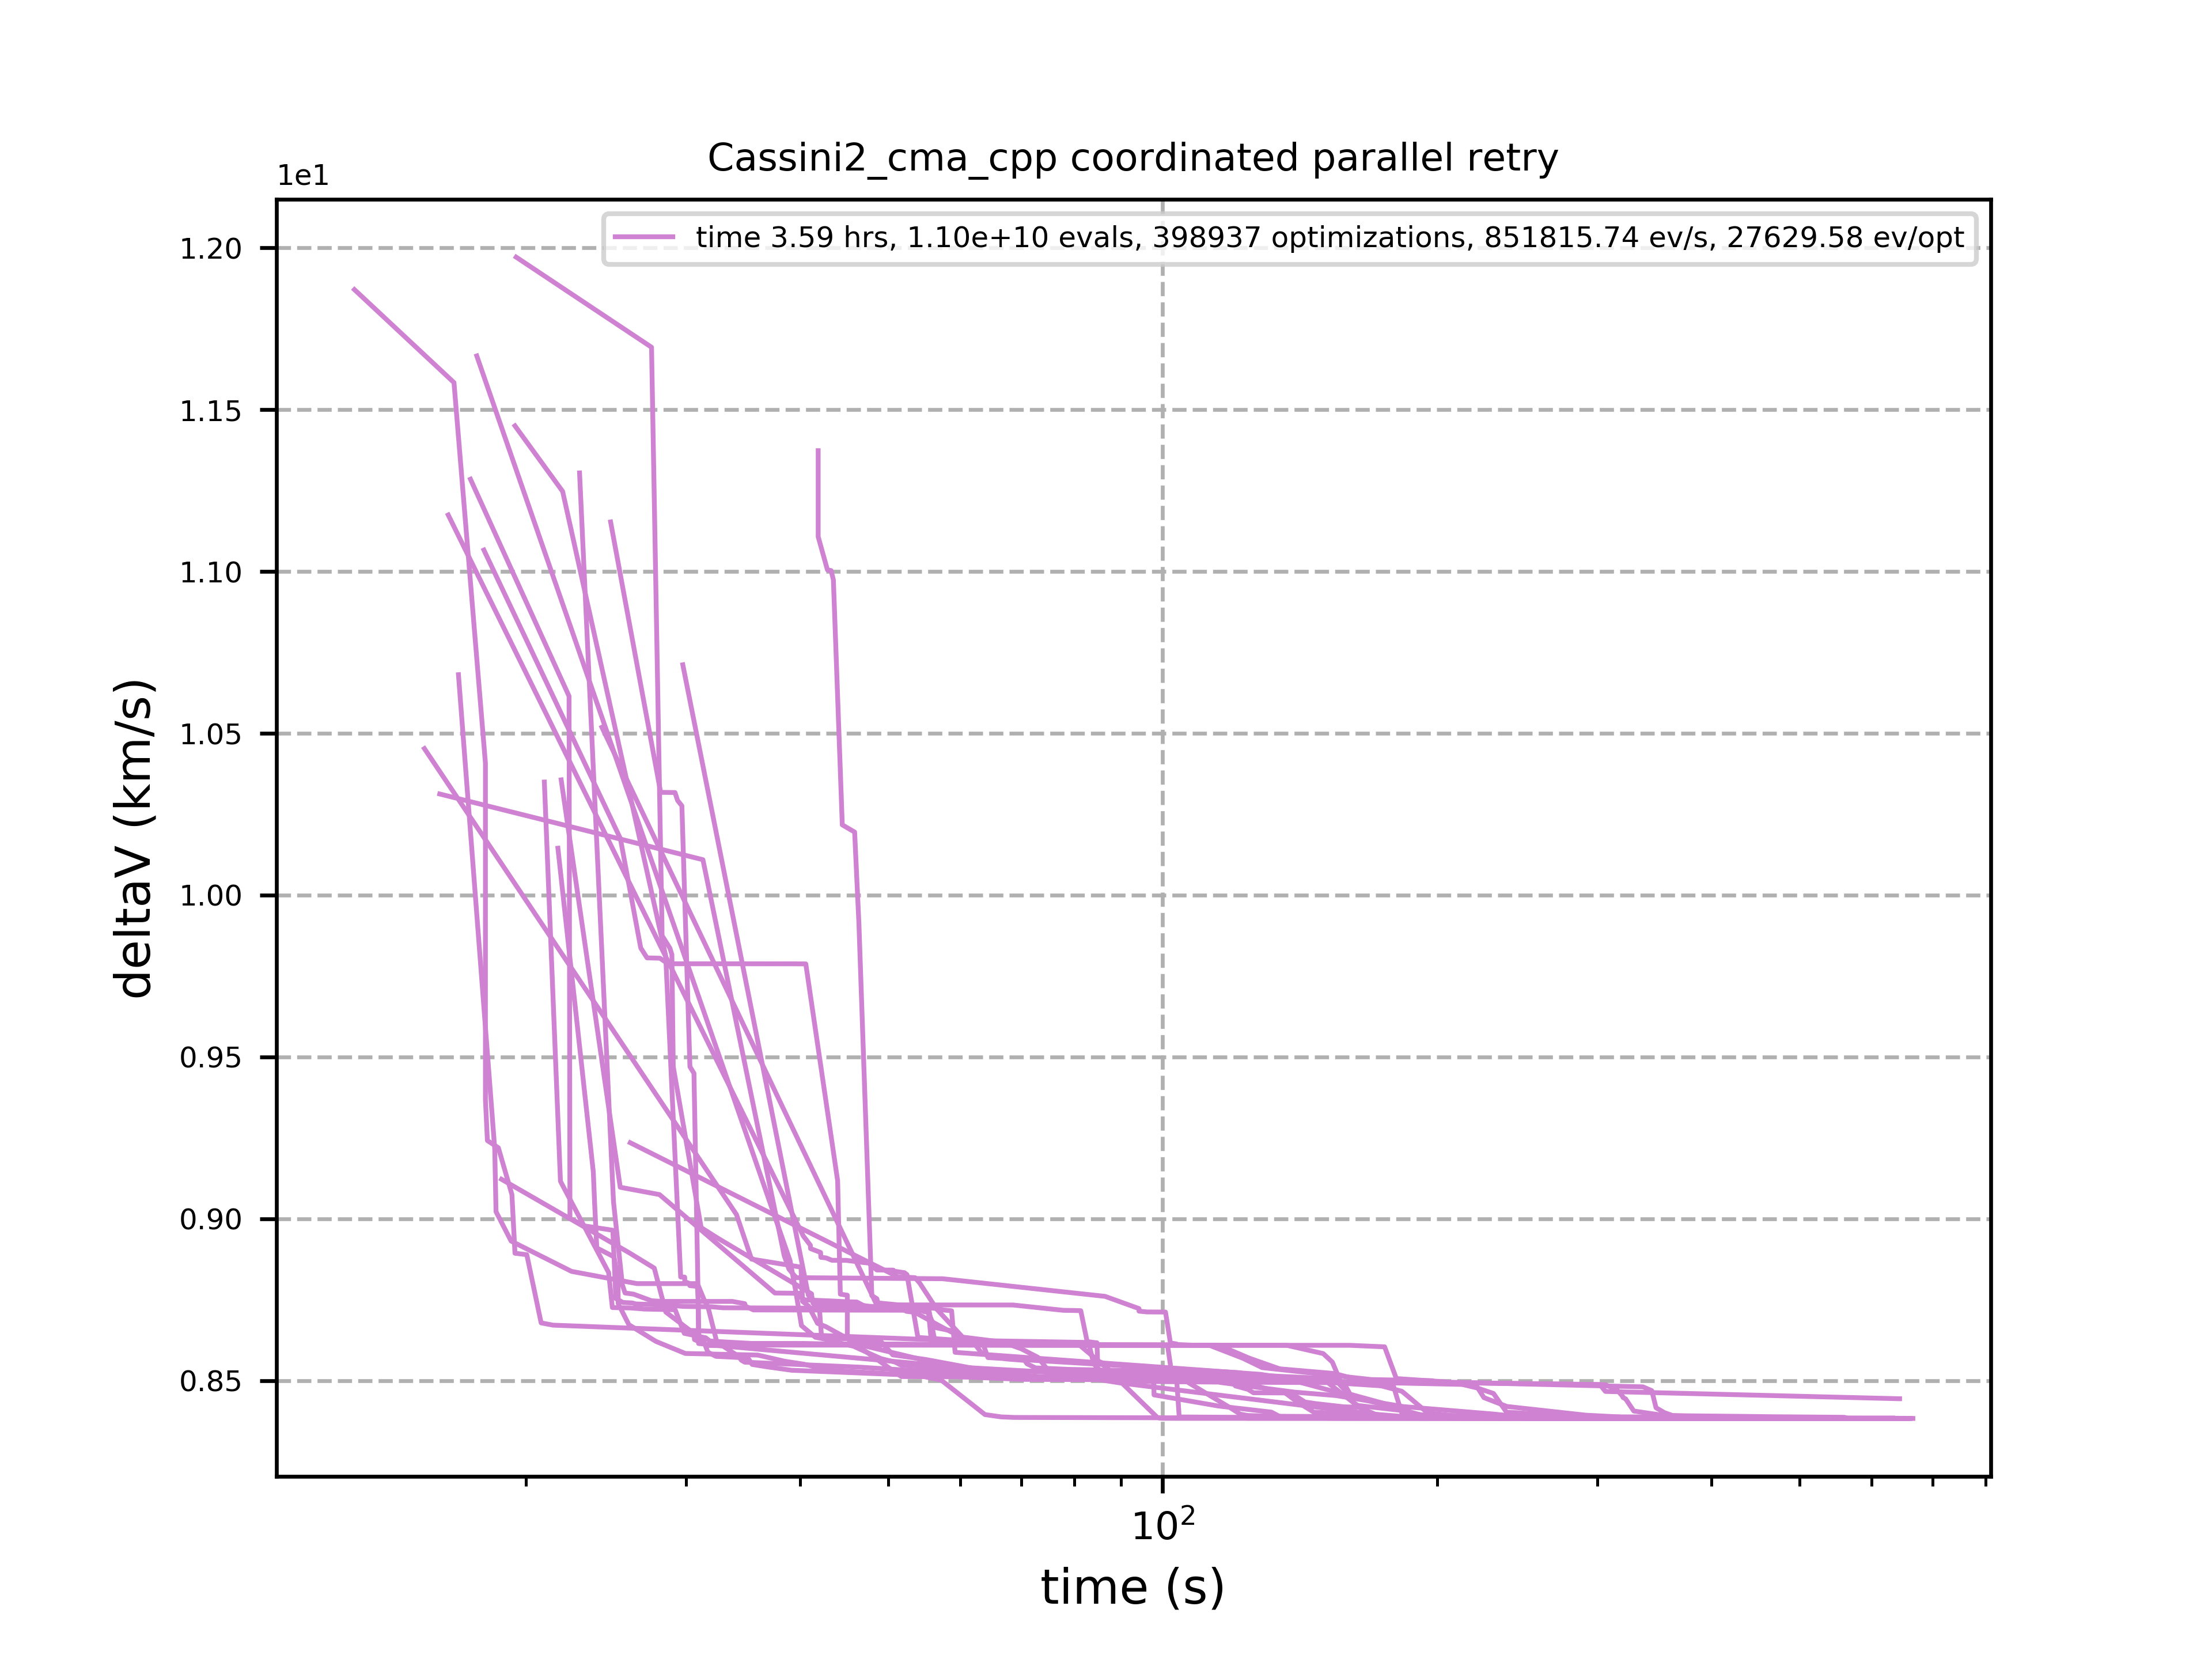 Cassini2_cma_cpp coordinated parallel retry
1e1
time 3.59 hrs, 1.10e+10 evals, 398937 optimizations, 851815.74 ev/s, 27629.58 ev/opt
1.20
1.15
1.10
1.05
1.00
0.95
0.90
0.85
deltaV (km/s)
10²
time (s)